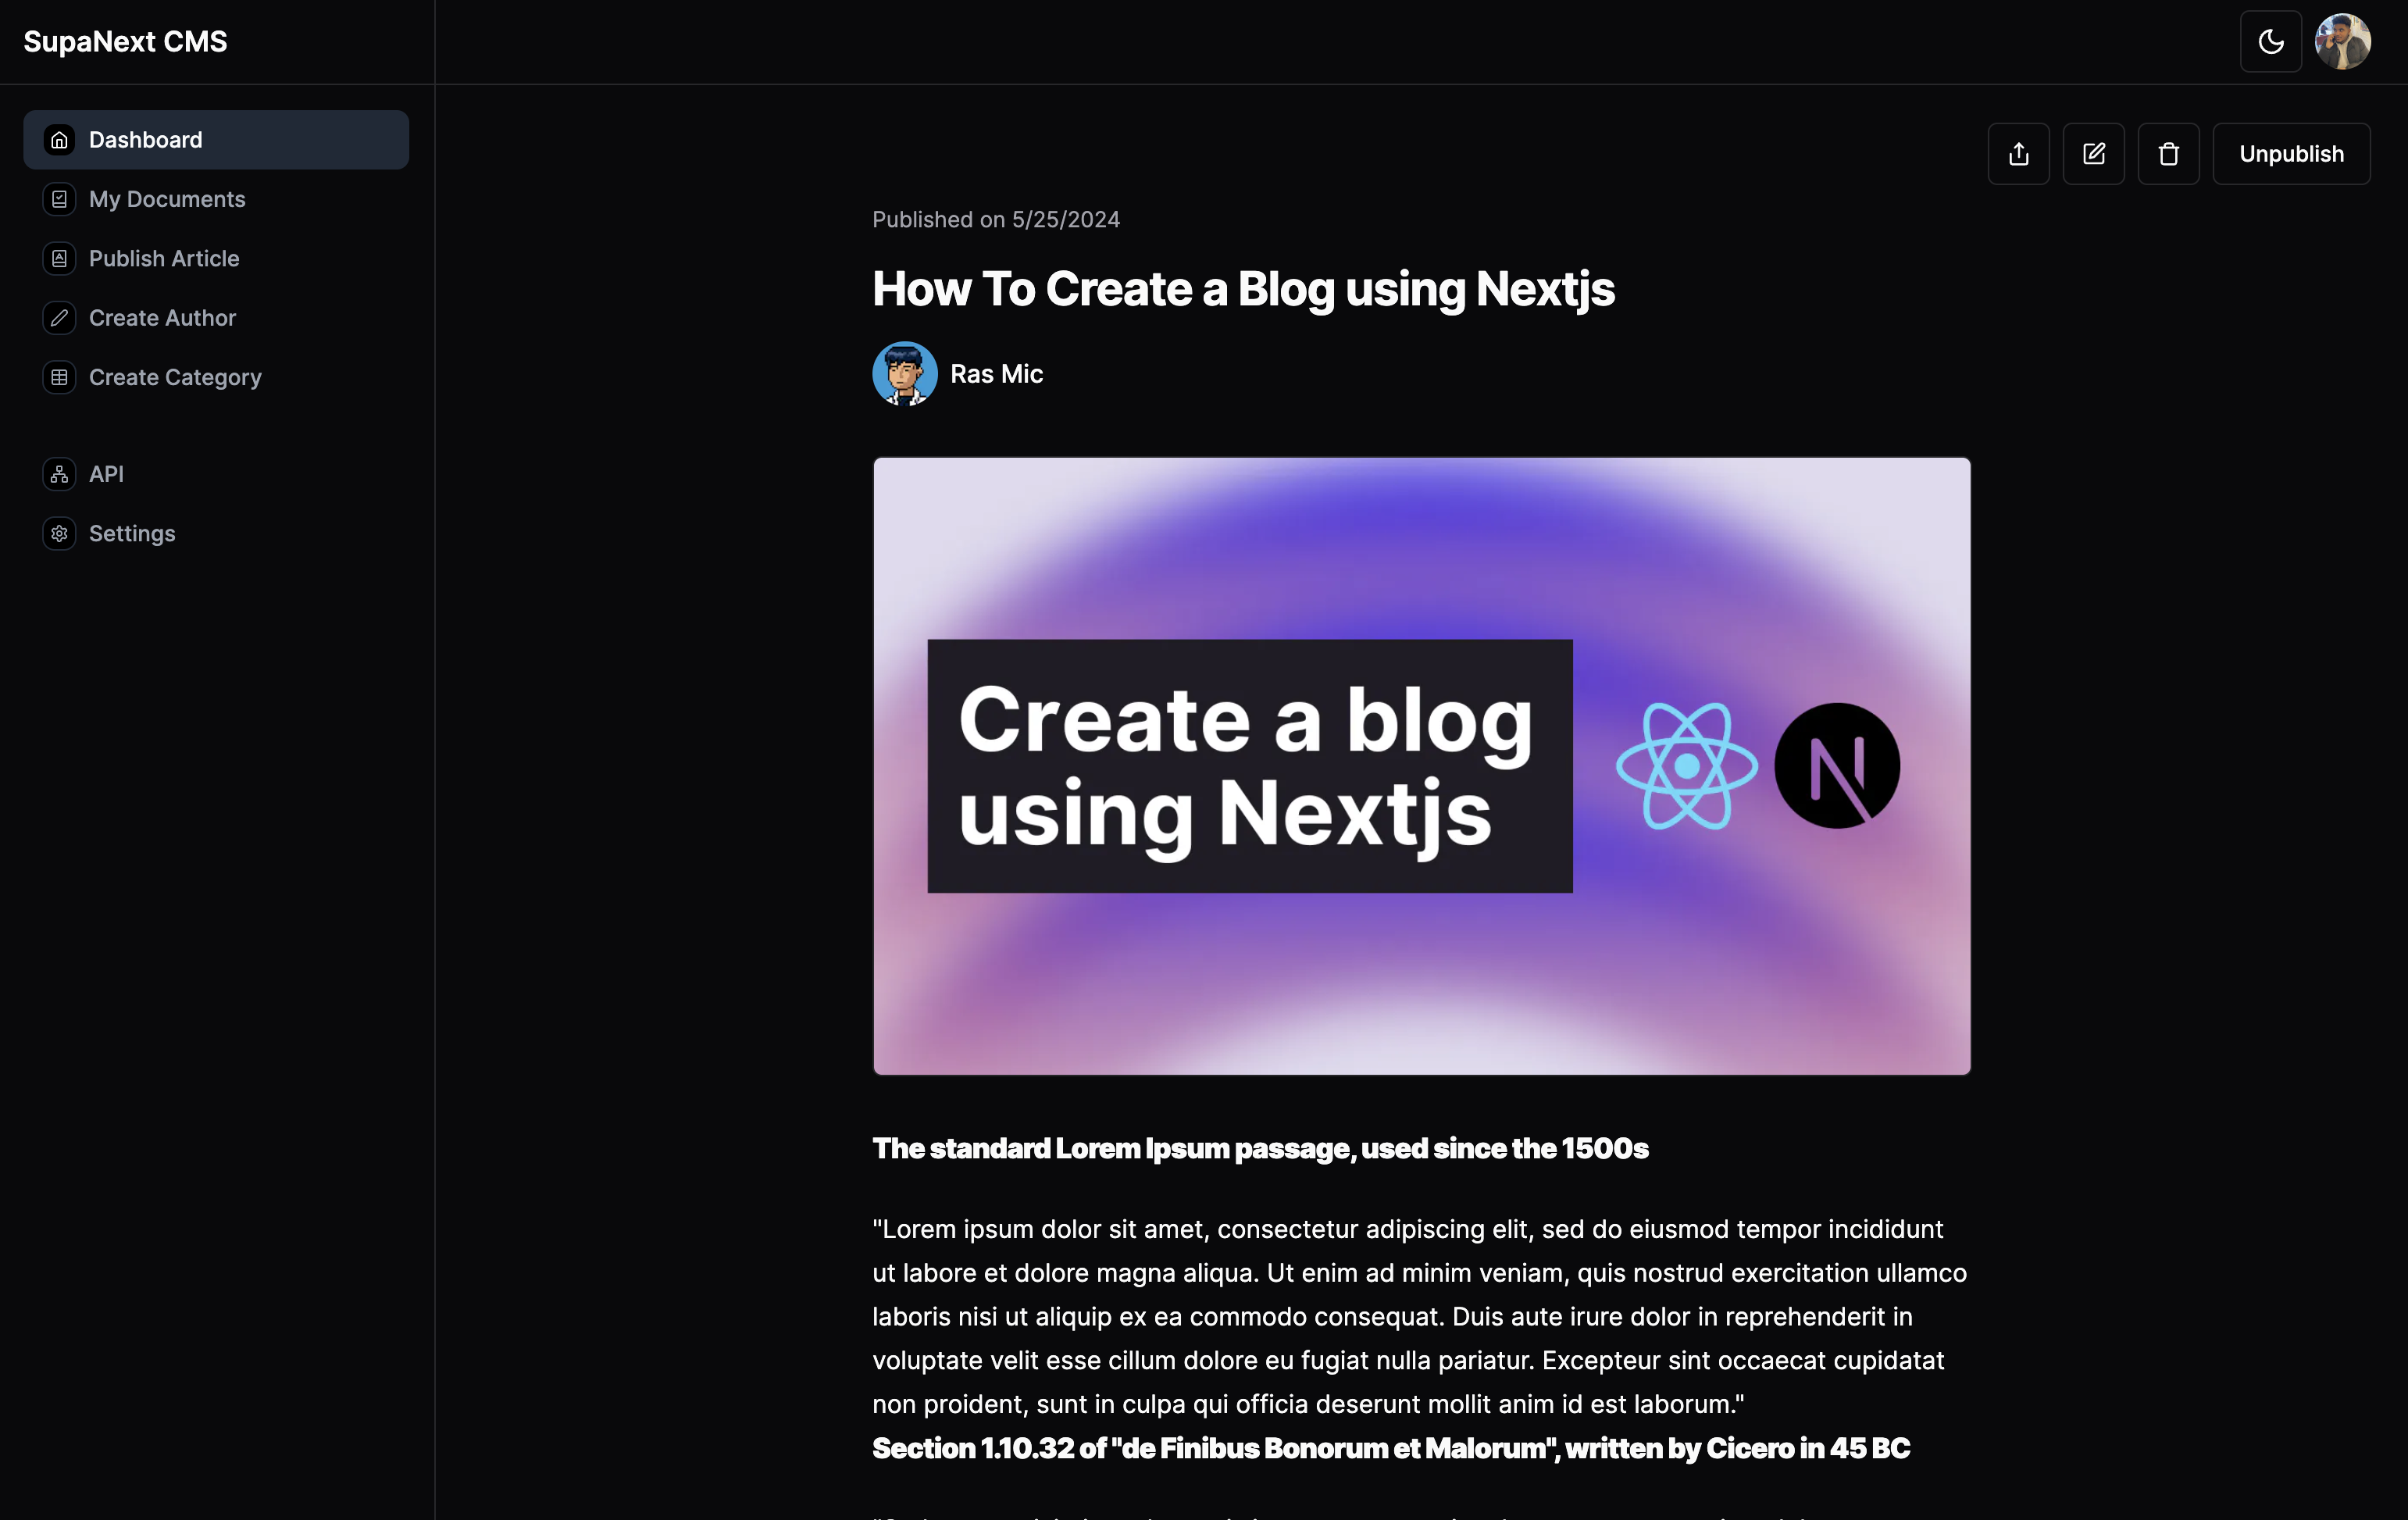 SupaNext CMS
Dashboard
My Documents
Publish Article
Create Author
Create Category
API
Settings
Unpublish
Published on 5/25/2024
How To Create a Blog using Nextjs
Ras Mic
Create a blog
using Nextjs
N
The standard Lorem Ipsum passage, used since the 1500s
"Lorem ipsum dolor sit amet, consectetur adipiscing elit, sed do eiusmod tempor incididunt
ut labore et dolore magna aliqua. Ut enim ad minim veniam, quis nostrud exercitation ullamco
laboris nisi ut aliquip ex ea commodo consequat. Duis aute irure dolor in reprehenderit in
voluptate velit esse cillum dolore eu fugiat nulla pariatur. Excepteur sint occaecat cupidatat
non proident, sunt in culpa qui officia deserunt mollit anim id est laborum."
Section 1.10.32 of "de Finibus Bonorum et Malorum", written by Cicero in 45 BC